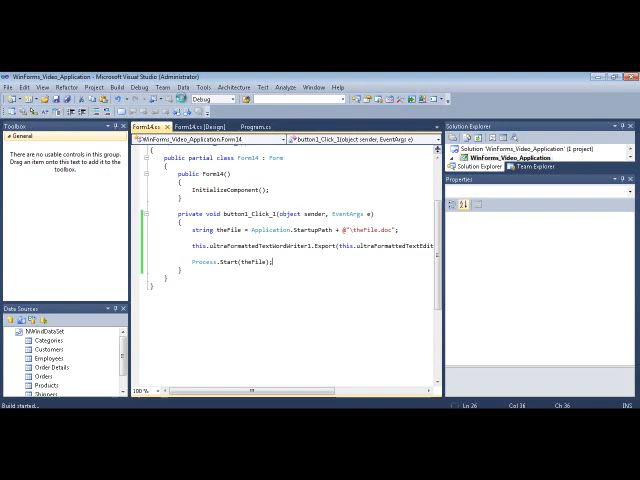 WinForms_Video_Application - Microsoft Visual Studio (Administrator)
File Edit View Refactor Project Build Debug Team Data Tools Architecture Test Analyze Window Help
Debug
Toolbox
General
There are no usable controls in this group.
Drag an item onto this text to add it to the
toolbox.
Data Sources
NWindDataSet
Categories
Customers
Employees
Order Details
Orders
Products
Shippers
Form14.cs Form14.cs [Design] Program.cs
WinForms_Video_Application.Form14 button1_Click_1(object sender, EventArgs e)
{
public partial class Form14 : Form
{
public Form14()
{
InitializeComponent();
}
private void button1_Click_1(object sender, EventArgs e)
{
string theFile = Application.StartupPath + @"\theFile.doc";
this.ultraFormattedTextWordWriter1.Export(this.ultraFormattedTextEdit
Process.Start(theFile);
}
}
}
100 %
Solution Explorer
Solution 'WinForms_Video_Application' (1 project)
WinForms_Video_Application
Solution Explorer Team Explorer
Properties
Build started... Ln 26 Col 36 Ch 36 INS